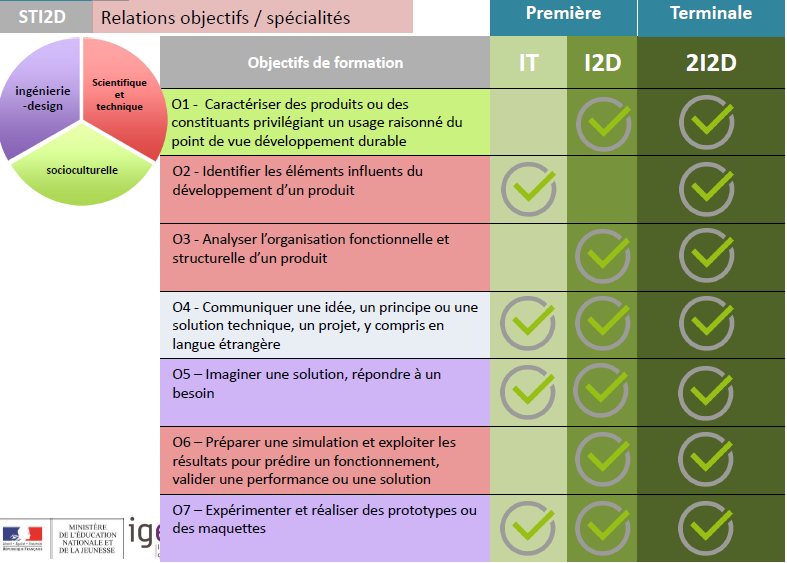 STI2D
Relations objectifs / spécialités
Première
Terminale
Objectifs de formation
IT
I2D
2I2D
ingénierie
-design
Scientifique
et
technique
socioculturelle
O1 - Caractériser des produits ou des
constituants privilégiant un usage raisonné du
point de vue développement durable
O2 - Identifier les éléments influents du
développement d’un produit
O3 - Analyser l’organisation fonctionnelle et
structurelle d’un produit
O4 - Communiquer une idée, un principe ou une
solution technique, un projet, y compris en
langue étrangère
O5 – Imaginer une solution, répondre à un
besoin
O6 – Préparer une simulation et exploiter les
résultats pour prédire un fonctionnement,
valider une performance ou une solution
O7 – Expérimenter et réaliser des prototypes ou
des maquettes
Liberté • Égalité • Fraternité
RÉPUBLIQUE FRANÇAISE
MINISTÈRE
DE L’ÉDUCATION
NATIONALE ET
DE LA JEUNESSE
ige